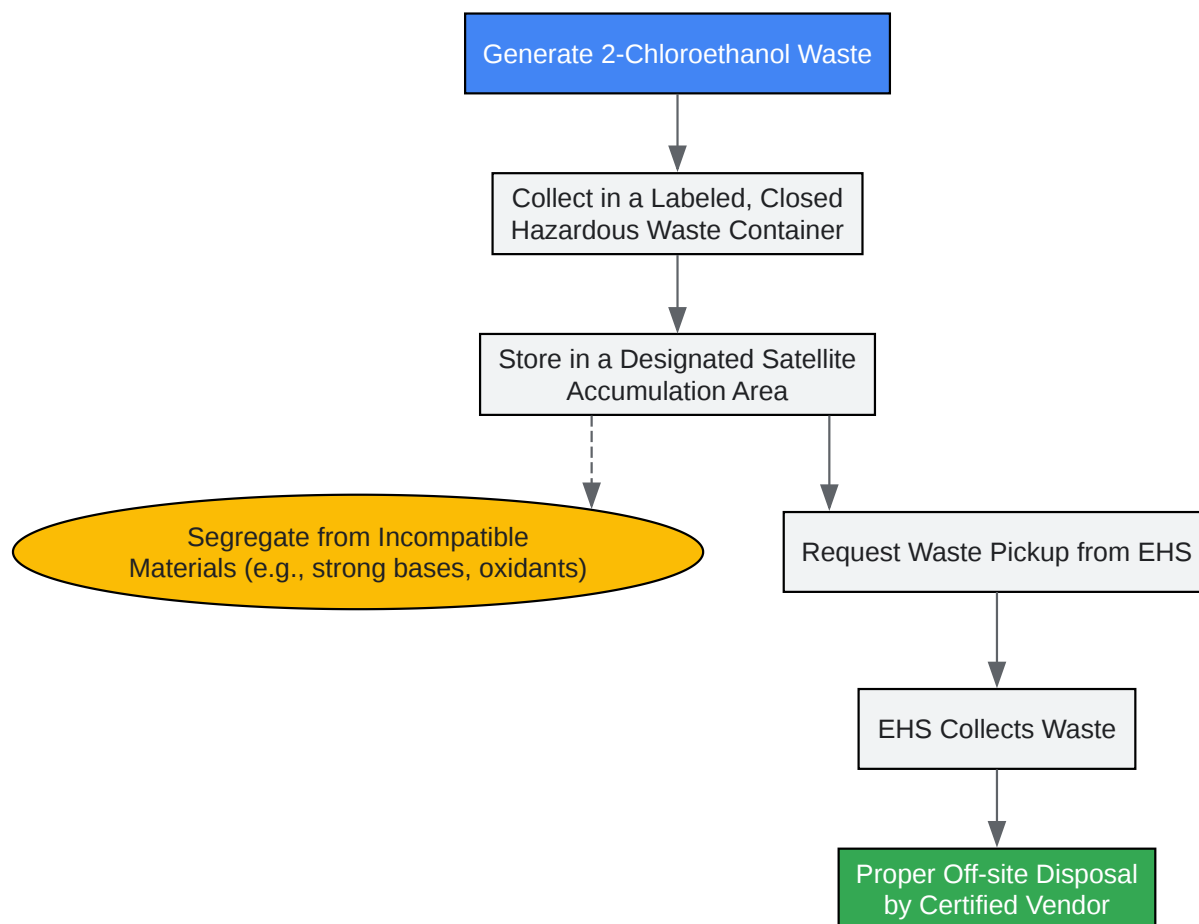 Generate 2-Chloroethanol Waste
Collect in a Labeled, Closed
Hazardous Waste Container
Store in a Designated Satellite
Accumulation Area
Segregate from Incompatible
Materials (e.g., strong bases, oxidants)
Request Waste Pickup from EHS
EHS Collects Waste
Proper Off-site Disposal
by Certified Vendor